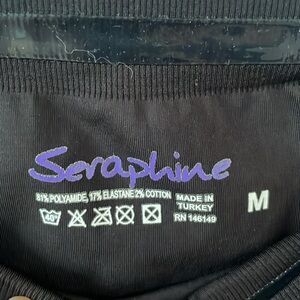 Seraphine
81% POLYAMIDE, 17% ELASTANE 2% COTTON
MADE IN
TURKEY
RN 146149
40°
M